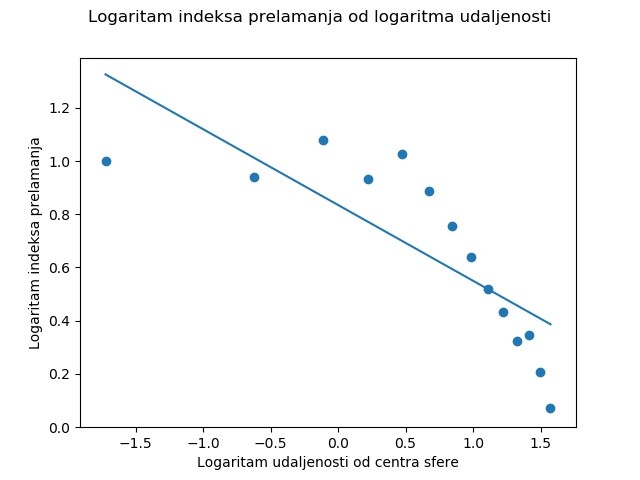 Logaritam indeksa prelamanja od logaritma udaljenosti
Logaritam indeksa prelamanja
1.2
1.0
0.8
0.6
0.4
0.2
0.0
−1.5 −1.0 −0.5 0.0 0.5 1.0 1.5
Logaritam udaljenosti od centra sfere